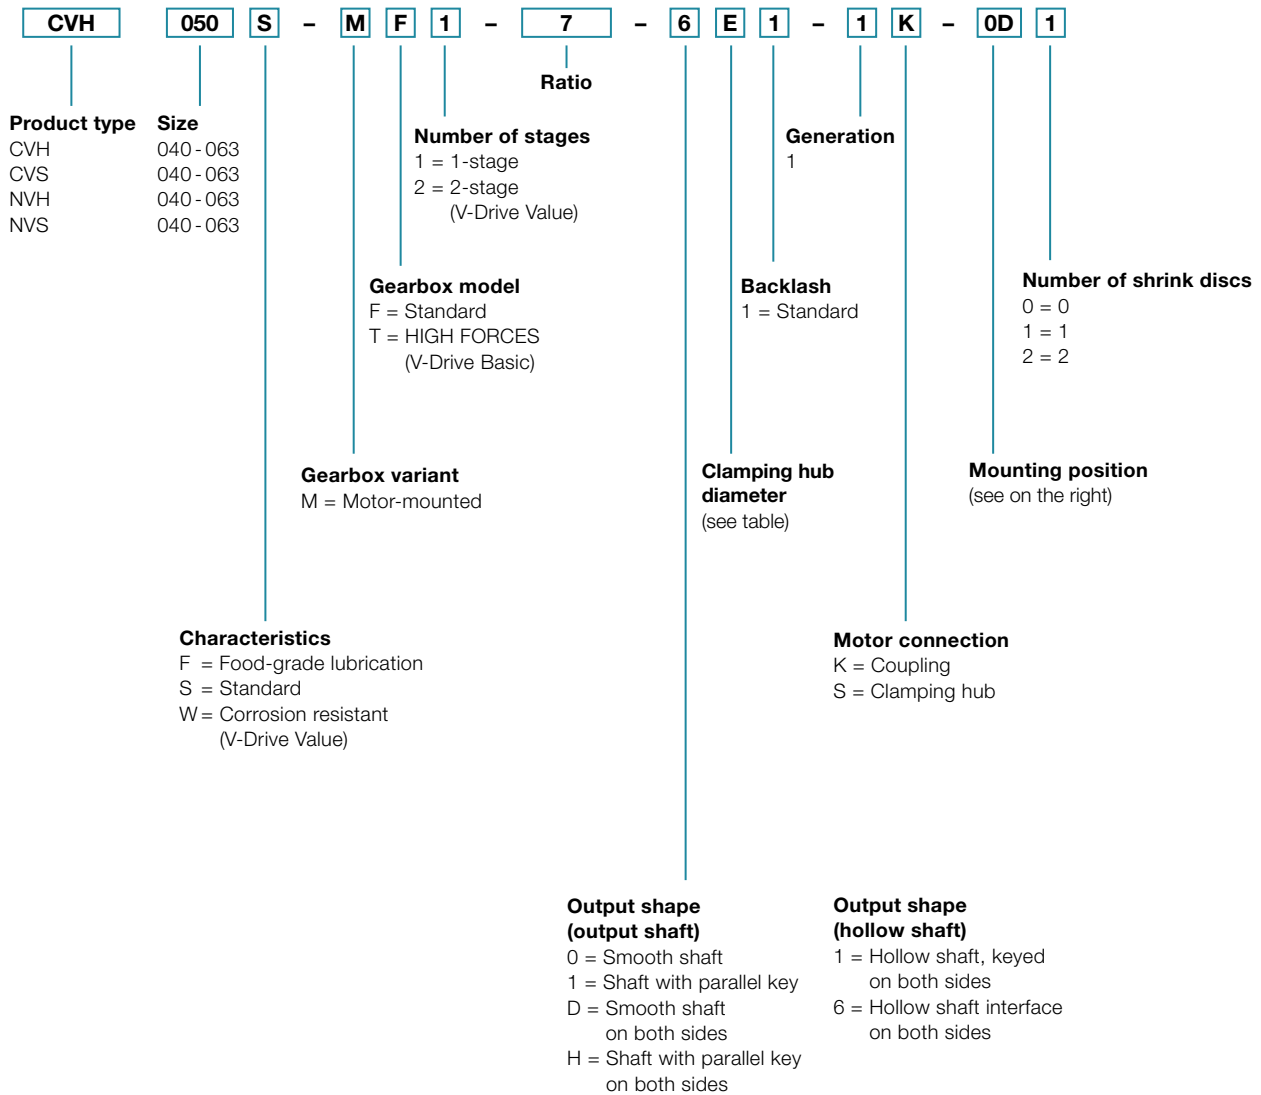 CVH 050 S – M F 1 – 7 – 6 E 1 – 1 K – 0D 1
Ratio
Product type
CVH
CVS
NVH
NVS
Size
040 - 063
040 - 063
040 - 063
040 - 063
Number of stages
1 = 1-stage
2 = 2-stage
(V-Drive Value)
Generation
1
Gearbox model
F = Standard
T = HIGH FORCES
(V-Drive Basic)
Backlash
1 = Standard
Number of shrink discs
0 = 0
1 = 1
2 = 2
Gearbox variant
M = Motor-mounted
Clamping hub
diameter
(see table)
Mounting position
(see on the right)
Characteristics
F = Food-grade lubrication
S = Standard
W = Corrosion resistant
(V-Drive Value)
Motor connection
K = Coupling
S = Clamping hub
Output shape
(output shaft)
0 = Smooth shaft
1 = Shaft with parallel key
D = Smooth shaft
on both sides
H = Shaft with parallel key
on both sides
Output shape
(hollow shaft)
1 = Hollow shaft, keyed
on both sides
6 = Hollow shaft interface
on both sides